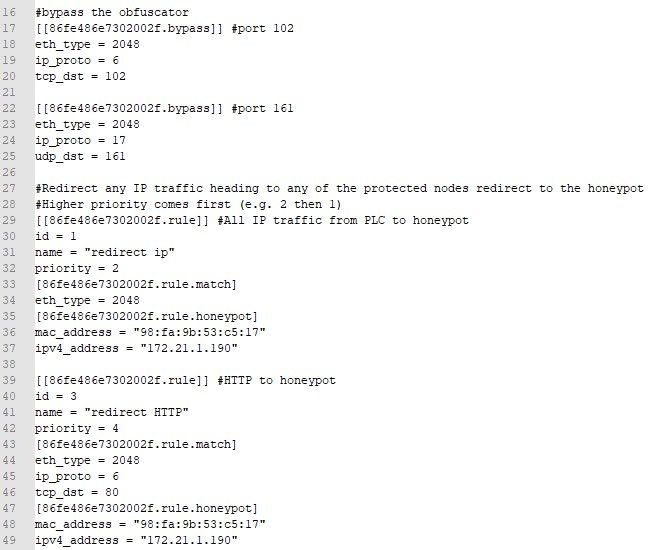 16 #bypass the obfuscator
17 [[86fe486e7302002f.bypass]] #port 102
18 eth_type = 2048
19 ip_proto = 6
20 tcp_dst = 102
21
22 [[86fe486e7302002f.bypass]] #port 161
23 eth_type = 2048
24 ip_proto = 17
25 udp_dst = 161
26
27 #Redirect any IP traffic heading to any of the protected nodes redirect to the honeypot
28 #Higher priority comes first (e.g. 2 then 1)
29 [[86fe486e7302002f.rule]] #All IP traffic from PLC to honeypot
30 id = 1
31 name = "redirect ip"
32 priority = 2
33 [86fe486e7302002f.rule.match]
34 eth_type = 2048
35 [86fe486e7302002f.rule.honeypot]
36 mac_address = "98:fa:9b:53:c5:17"
37 ipv4_address = "172.21.1.190"
38
39 [[86fe486e7302002f.rule]] #HTTP to honeypot
40 id = 3
41 name = "redirect HTTP"
42 priority = 4
43 [86fe486e7302002f.rule.match]
44 eth_type = 2048
45 ip_proto = 6
46 tcp_dst = 80
47 [86fe486e7302002f.rule.honeypot]
48 mac_address = "98:fa:9b:53:c5:17"
49 ipv4_address = "172.21.1.190"